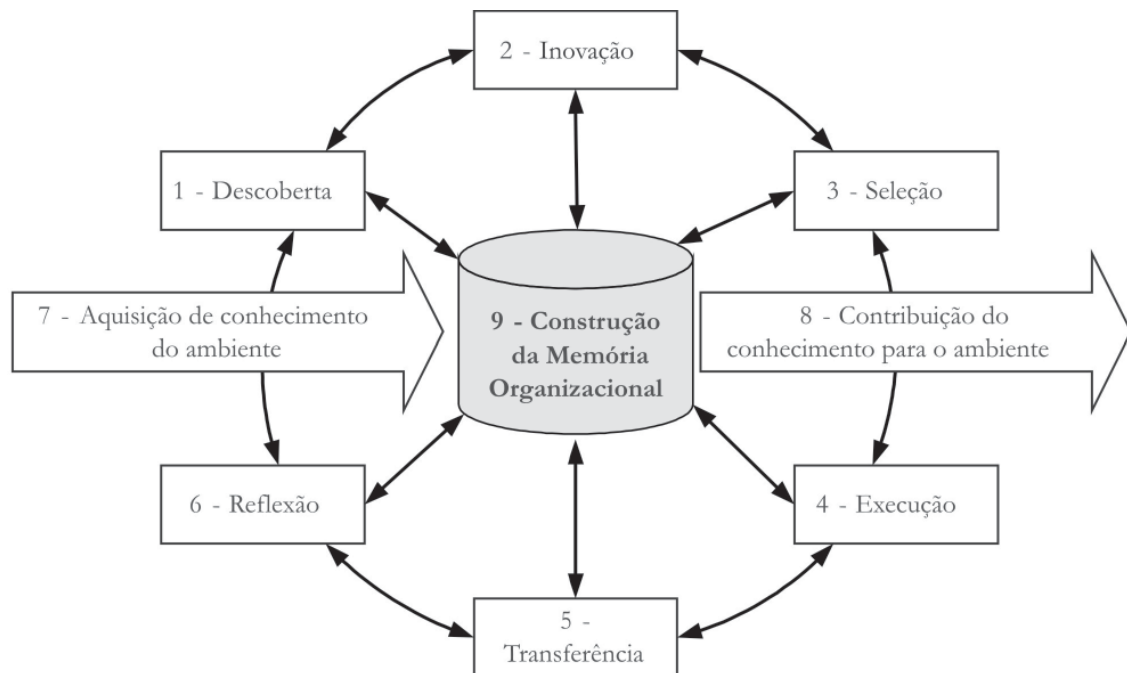 2 - Inovação
1 - Descoberta
3 - Seleção
7 - Aquisição de conhecimento
do ambiente
9 - Construção
da Memória
Organizacional
8 - Contribuição do
conhecimento para o ambiente
6 - Reflexão
4 - Execução
5 -
Transferência